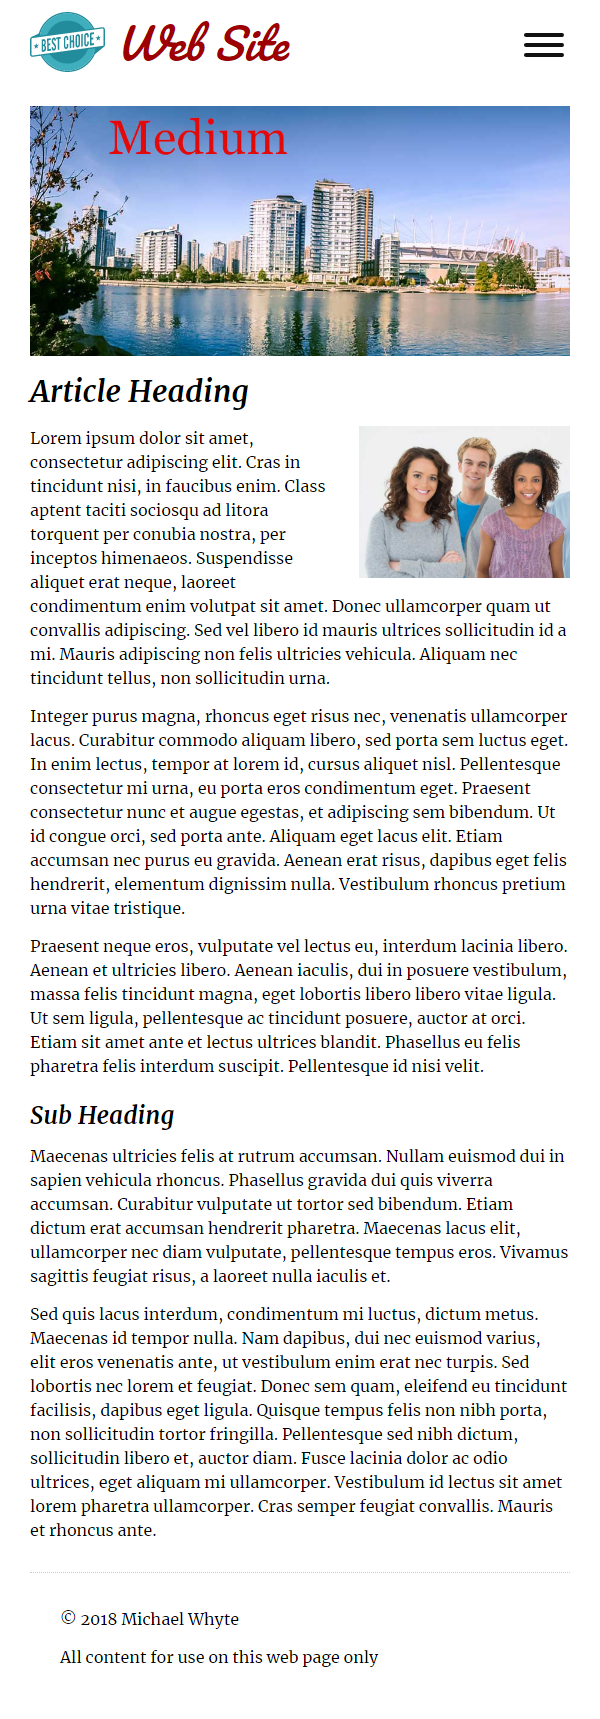 BEST CHOICE
Web Site
Medium
Article Heading
Lorem ipsum dolor sit amet,
consectetur adipiscing elit. Cras in
tincidunt nisi, in faucibus enim. Class
aptent taciti sociosqu ad litora
torquent per conubia nostra, per
inceptos himenaeos. Suspendisse
aliquet erat neque, laoreet
condimentum enim volutpat sit amet. Donec ullamcorper quam ut
convallis adipiscing. Sed vel libero id mauris ultrices sollicitudin id a
mi. Mauris adipiscing non felis ultricies vehicula. Aliquam nec
tincidunt tellus, non sollicitudin urna.
Integer purus magna, rhoncus eget risus nec, venenatis ullamcorper
lacus. Curabitur commodo aliquam libero, sed porta sem luctus eget.
In enim lectus, tempor at lorem id, cursus aliquet nisl. Pellentesque
consectetur mi urna, eu porta eros condimentum eget. Praesent
consectetur nunc et augue egestas, et adipiscing sem bibendum. Ut
id congue orci, sed porta ante. Aliquam eget lacus elit. Etiam
accumsan nec purus eu gravida. Aenean erat risus, dapibus eget felis
hendrerit, elementum dignissim nulla. Vestibulum rhoncus pretium
urna vitae tristique.
Praesent neque eros, vulputate vel lectus eu, interdum lacinia libero.
Aenean et ultricies libero. Aenean iaculis, dui in posuere vestibulum,
massa felis tincidunt magna, eget lobortis libero libero vitae ligula.
Ut sem ligula, pellentesque ac tincidunt posuere, auctor at orci.
Etiam sit amet ante et lectus ultrices blandit. Phasellus eu felis
pharetra felis interdum suscipit. Pellentesque id nisi velit.
Sub Heading
Maecenas ultricies felis at rutrum accumsan. Nullam euismod dui in
sapien vehicula rhoncus. Phasellus gravida dui quis viverra
accumsan. Curabitur vulputate ut tortor sed bibendum. Etiam
dictum erat accumsan hendrerit pharetra. Maecenas lacus elit,
ullamcorper nec diam vulputate, pellentesque tempus eros. Vivamus
sagittis feugiat risus, a laoreet nulla iaculis et.
Sed quis lacus interdum, condimentum mi luctus, dictum metus.
Maecenas id tempor nulla. Nam dapibus, dui nec euismod varius,
elit eros venenatis ante, ut vestibulum enim erat nec turpis. Sed
lobortis nec lorem et feugiat. Donec sem quam, eleifend eu tincidunt
facilisis, dapibus eget ligula. Quisque tempus felis non nibh porta,
non sollicitudin tortor fringilla. Pellentesque sed nibh dictum,
sollicitudin libero et, auctor diam. Fusce lacinia dolor ac odio
ultrices, eget aliquam mi ullamcorper. Vestibulum id lectus sit amet
lorem pharetra ullamcorper. Cras semper feugiat convallis. Mauris
et rhoncus ante.
© 2018 Michael Whyte
All content for use on this web page only